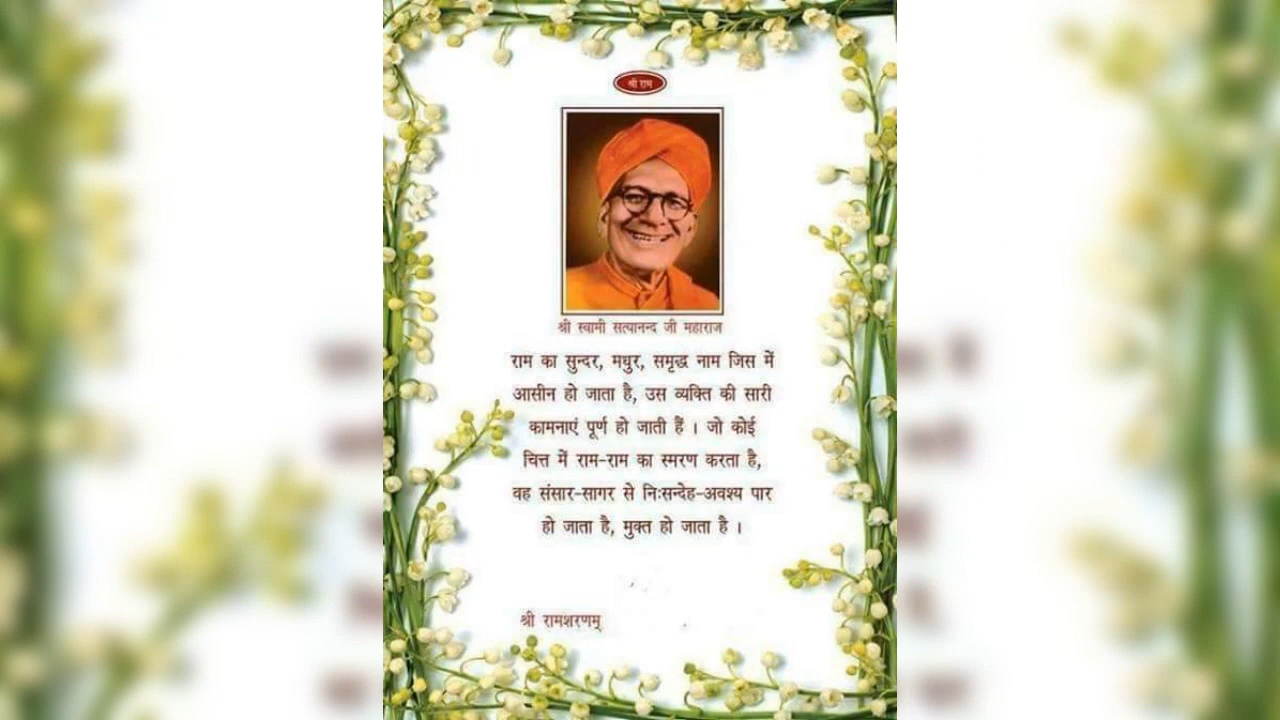 श्री राम
श्री स्वामी सत्यानन्द जी महाराज
राम का सुन्दर, मधुर, समृद्ध नाम जिस में
आसीन हो जाता है, उस व्यक्ति की सारी
कामनाएं पूर्ण हो जाती हैं । जो कोई
चित्त में राम-राम का स्मरण करता है,
वह संसार-सागर से निःसन्देह-अवश्य पार
हो जाता है, मुक्त हो जाता है ।
श्री रामशरणम्